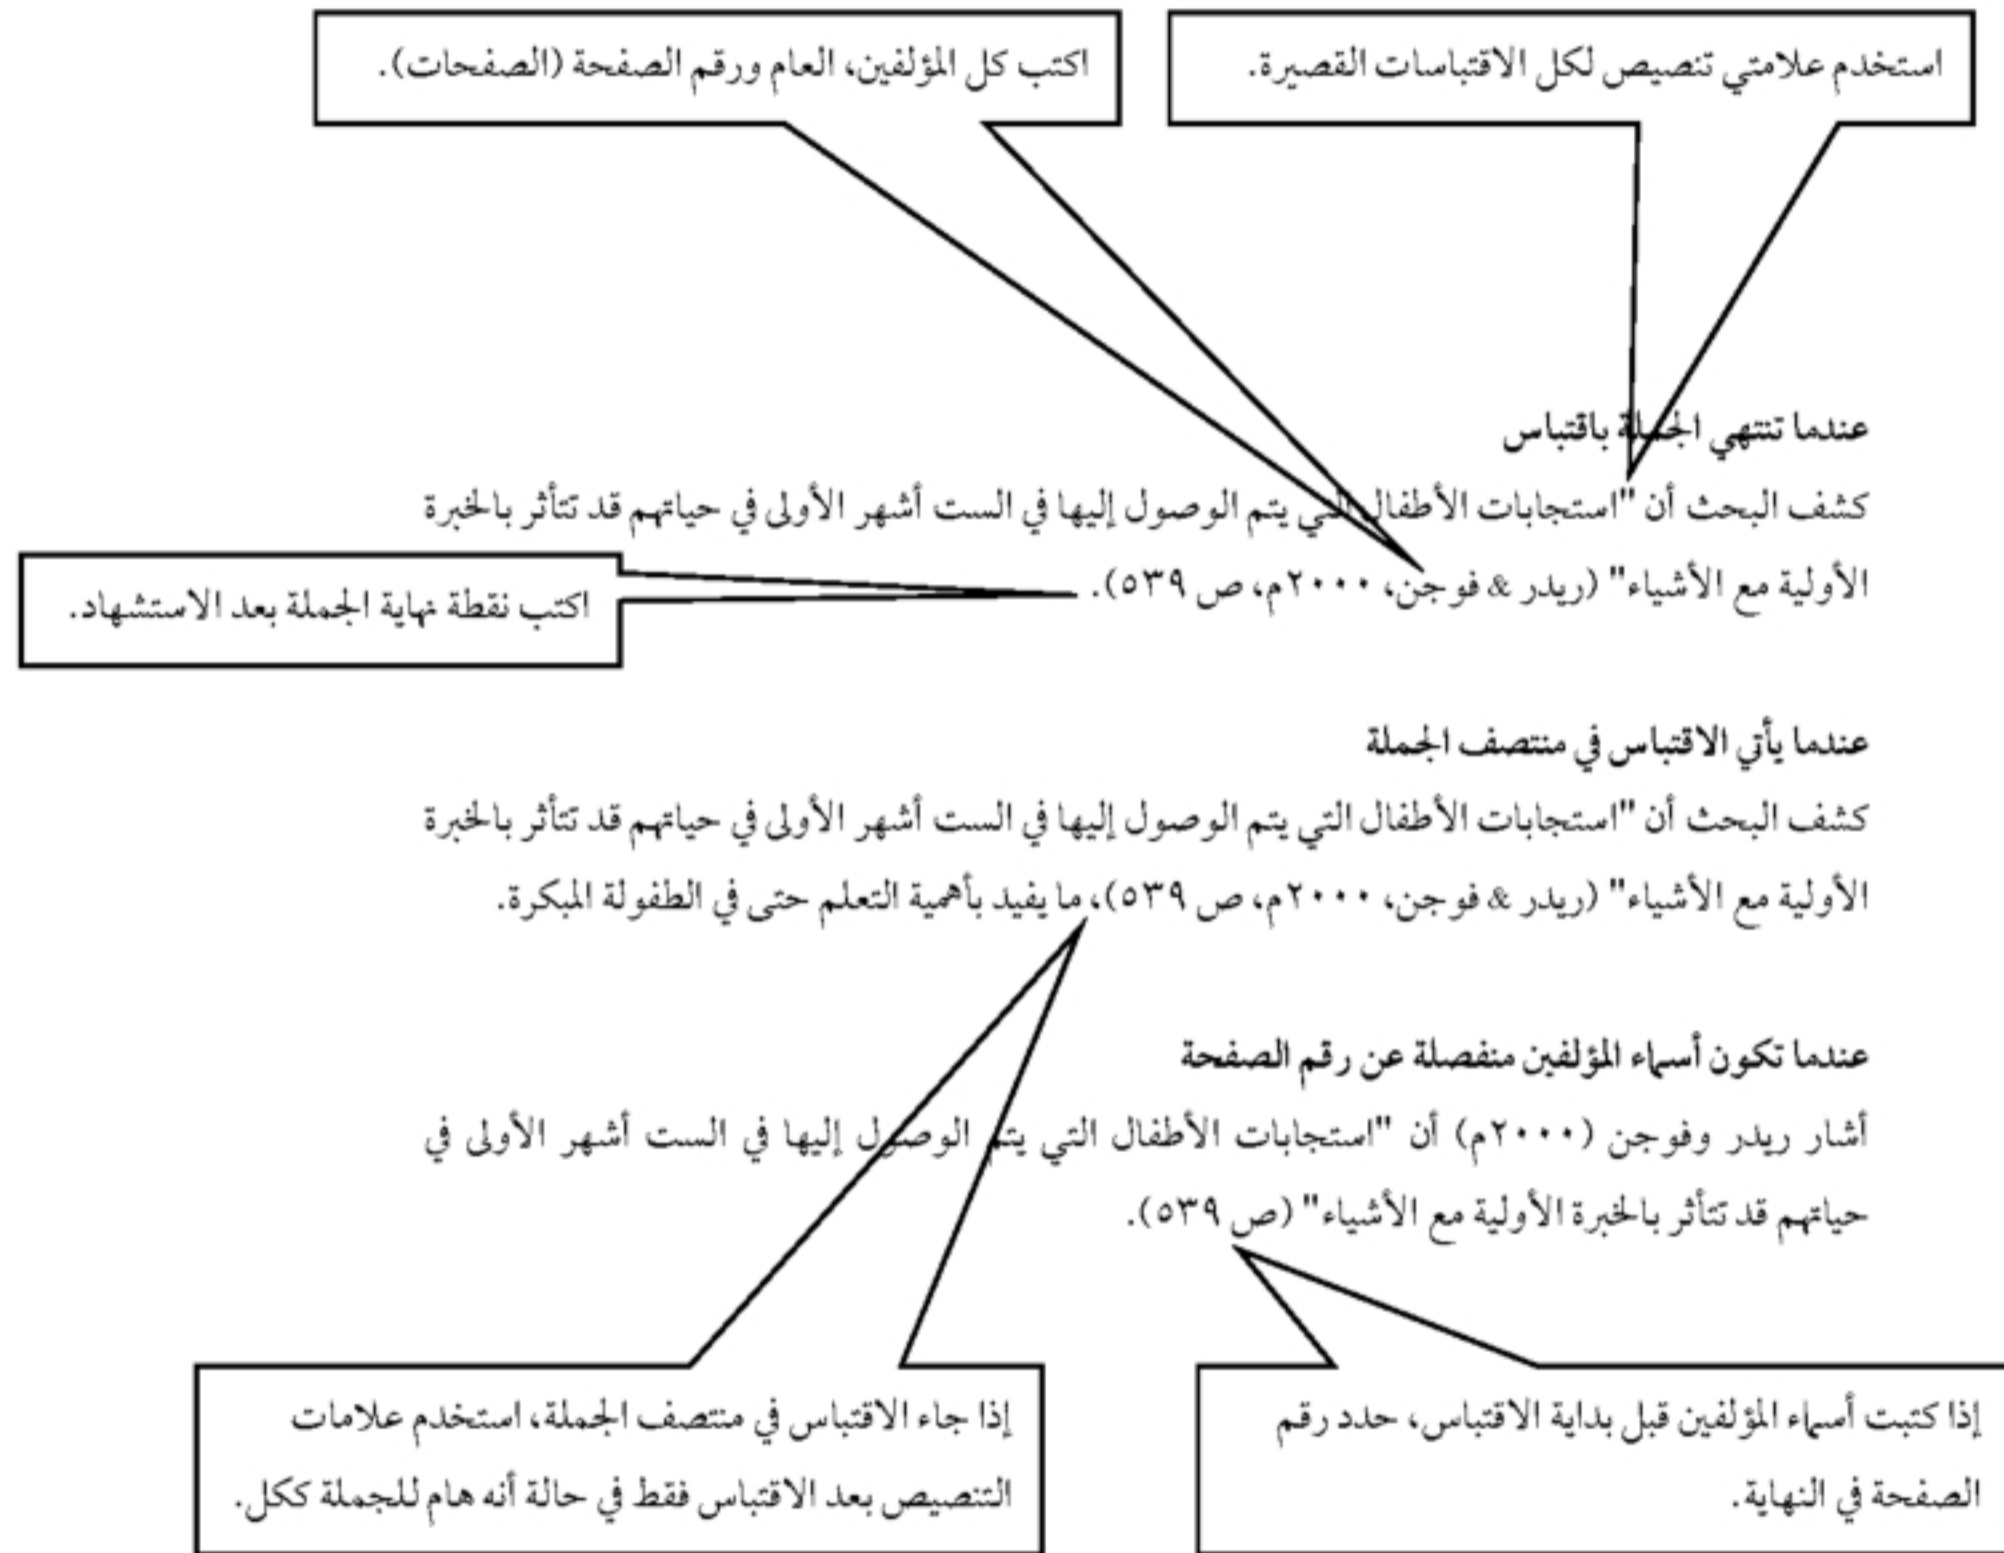 استخدم علامتي تنصيص لكل الاقتباسات القصيرة.
اكتب كل المؤلفين، العام ورقم الصفحة (الصفحات).
عندما تنتهي الجملة باقتباس
كشف البحث أن "استجابات الأطفال التي يتم الوصول إليها في الست أشهر الأولى في حياتهم قد تتأثر بالخبرة
الأولية مع الأشياء" (ريدر & فوجن، ٢٠٠٠م، ص ٥٣٩).
اكتب نقطة نهاية الجملة بعد الاستشهاد.
عندما يأتي الاقتباس في منتصف الجملة
كشف البحث أن "استجابات الأطفال التي يتم الوصول إليها في الست أشهر الأولى في حياتهم قد تتأثر بالخبرة
الأولية مع الأشياء" (ريدر & فوجن، ٢٠٠٠م، ص ٥٣٩)، ما يفيد بأهمية التعلم حتى في الطفولة المبكرة.
عندما تكون أسماء المؤلفين منفصلة عن رقم الصفحة
أشار ريدر وفوجن (٢٠٠٠م) أن "استجابات الأطفال التي يتم الوصول إليها في الست أشهر الأولى في
حياتهم قد تتأثر بالخبرة الأولية مع الأشياء" (ص ٥٣٩).
إذا كتبت أسماء المؤلفين قبل بداية الاقتباس، حدد رقم
الصفحة في النهاية.
إذا جاء الاقتباس في منتصف الجملة، استخدم علامات
التنصيص بعد الاقتباس فقط في حالة أنه هام للجملة ككل.